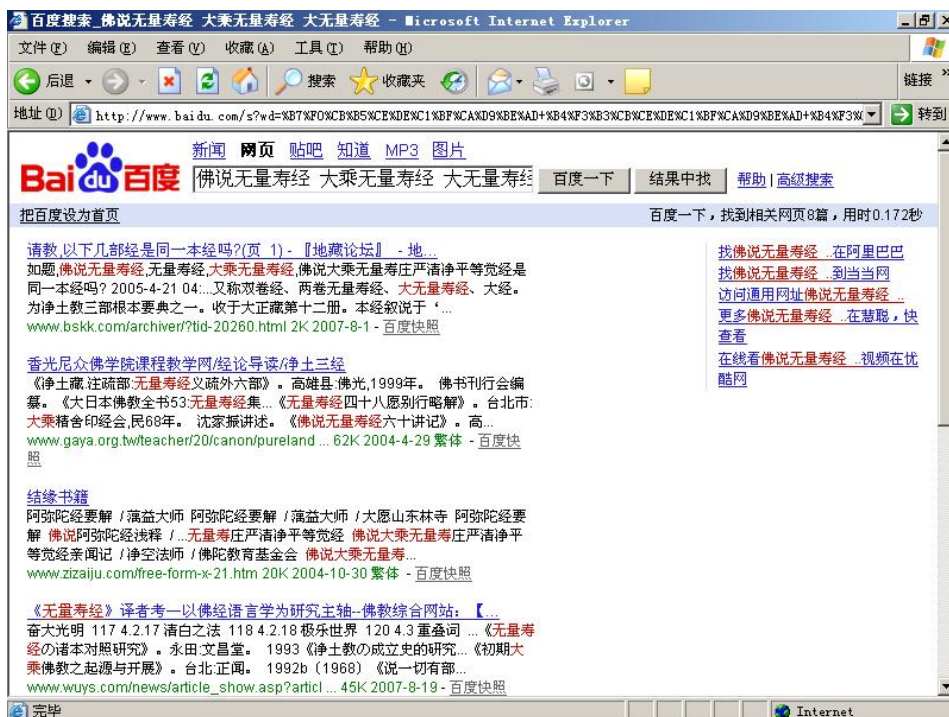 百度搜索_佛说无量寿经 大乘无量寿经 大无量寿经 - Microsoft Internet Explorer
文件(F) 编辑(E) 查看(V) 收藏(A) 工具(T) 帮助(H)
后退 搜索 收藏夹 链接 »
地址(D) http://www.baidu.com/s?wd=%B7%F0%CB%B5%CE%DE%C1%BF%CA%D9%BE%AD+%B4%F3%B3%CB%CE%DE%C1%BF%CA%D9%BE%AD+%B4%F3% 转到
新闻 网页 贴吧 知道 MP3 图片
Bai du 百度 佛说无量寿经 大乘无量寿经 大无量寿经 百度一下 结果中找 帮助 | 高级搜索
把百度设为首页 百度一下，找到相关网页8篇，用时0.172秒
请教,以下几部经是同一本经吗?(页 1) - 『地藏论坛』 - 地...
如题,佛说无量寿经,无量寿经,大乘无量寿经,佛说大乘无量寿庄严清净平等觉经是
同一本经吗? 2005-4-21 04:...又称双卷经、两卷无量寿经、大无量寿经、大经。
为净土教三部根本要典之一。收于大正藏第十二册。本经叙说于‘...
www.bskk.com/archiver/?tid-20260.html 2K 2007-8-1 - 百度快照
香光尼众佛学院课程教学网/经论导读/净土三经
《净土藏.注疏部:无量寿经义疏外六部》。高雄县:佛光,1999年。 佛书刊行会编
纂。《大日本佛教全书53:无量寿经集...《无量寿经四十八愿别行略解》。台北市:
大乘精舍印经会,民68年。 沈家振讲述。《佛说无量寿经六十讲记》。高...
www.gaya.org.tw/teacher/20/canon/pureland ... 62K 2004-4-29 繁体 - 百度快
照
结缘书籍
阿弥陀经要解 / 蕅益大师 阿弥陀经要解 / 蕅益大师 / 大愿山东林寺 阿弥陀经要
解 佛说阿弥陀经浅释 / ...无量寿庄严清净平等觉经 佛说大乘无量寿庄严清净平
等觉经亲闻记 / 净空法师 / 佛陀教育基金会 佛说大乘无量寿...
www.zizaiju.com/free-form-x-21.htm 20K 2004-10-30 繁体 - 百度快照
《无量寿经》译者考—以佛经语言学为研究主轴--佛教综合网站：【...
奋大光明 117 4.2.17 清白之法 118 4.2.18 极乐世界 120 4.3 重叠词 ...《无量寿
经の诸本对照研究》。永田:文昌堂。 1993《净土教の成立史的研究...《初期大
乘佛教之起源与开展》。台北:正闻。 1992b（1968）《说一切有部...
www.wuys.com/news/article_show.asp?articl ... 45K 2007-8-19 - 百度快照
找佛说无量寿经 ..在阿里巴巴
找佛说无量寿经 ..到当当网
访问通用网址佛说无量寿经 ..
更多佛说无量寿经 ..在慧聪，快
查看
在线看佛说无量寿经 ..视频在优
酷网
完毕 Internet